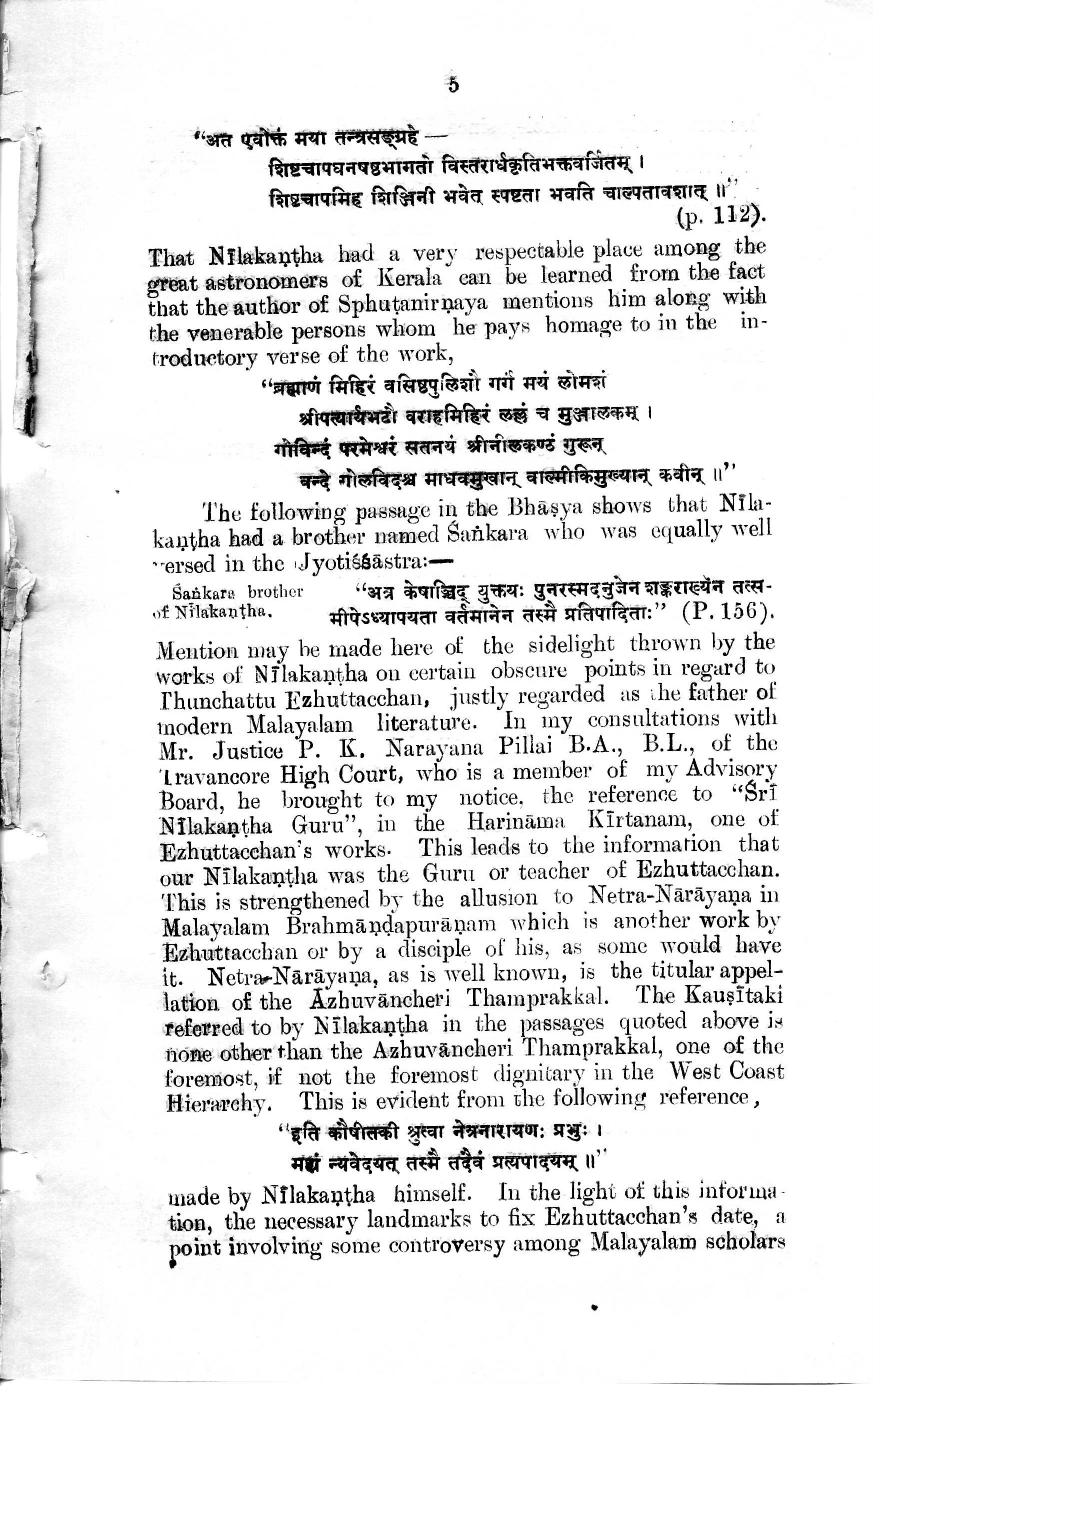 5
“अत एवोक्तं मया तन्त्रसङ्ग्रहे —
शिष्टचापघनषष्ठभागतो विस्तरार्धकृतिभक्तवर्जितम् ।
शिष्टचापमिह शिञ्जिनी भवेत् स्पष्टता भवति चाल्पतावशात् ॥”
(p. 112).
That Nīlakaṇṭha had a very respectable place among the
great astronomers of Kerala can be learned from the fact
that the author of Sphuṭanirṇaya mentions him along with
the venerable persons whom he pays homage to in the in-
troductory verse of the work,
“ब्रह्माणं मिहिरं वसिष्ठपुलिशौ गर्गं मयं लोमशं
श्रीपत्यार्यभटौ वराहमिहिरं लल्लं च मुञ्जालकम् ।
गोविन्दं परमेश्वरं सतनयं श्रीनीलकण्ठं गुरून्
वन्दे गोलविदश्च माधवमुखान् वाल्मीकिमुख्यान् कवीन् ॥”
The following passage in the Bhāṣya shows that Nīla-
kaṇṭha had a brother named Śaṅkara who was equally well
versed in the Jyotiśśāstra:—
Śaṅkara brother
of Nīlakaṇṭha.
“अत्र केषाञ्चिद् युक्तयः पुनरस्मदनुजेन शङ्कराख्येन तत्स-
मीपेऽध्यापयता वर्तमानेन तस्मै प्रतिपादिताः” (P. 156).
Mention may be made here of the sidelight thrown by the
works of Nīlakaṇṭha on certain obscure points in regard to
Thunchattu Ezhuttacchan, justly regarded as the father of
modern Malayalam literature. In my consultations with
Mr. Justice P. K. Narayana Pillai B.A., B.L., of the
Travancore High Court, who is a member of my Advisory
Board, he brought to my notice, the reference to “Śrī
Nīlakaṇṭha Guru”, in the Harināma Kīrtanam, one of
Ezhuttacchan’s works. This leads to the information that
our Nīlakaṇṭha was the Guru or teacher of Ezhuttacchan.
This is strengthened by the allusion to Netra-Nārāyaṇa in
Malayalam Brahmāṇḍapurāṇam which is another work by
Ezhuttacchan or by a disciple of his, as some would have
it. Netra-Nārāyaṇa, as is well known, is the titular appel-
lation of the Āzhuvāncheri Thamprakkal. The Kauṣītaki
referred to by Nīlakaṇṭha in the passages quoted above is
none other than the Azhuvāncheri Thamprakkal, one of the
foremost, if not the foremost dignitary in the West Coast
Hierarchy. This is evident from the following reference,
“इति कौषीतकी श्रुत्वा नेत्रनारायणः प्रभुः ।
मह्यं न्यवेदयत् तस्मै तदैवं प्रत्यपादयम् ॥”
made by Nīlakaṇṭha himself. In the light of this informa-
tion, the necessary landmarks to fix Ezhuttacchan’s date, a
point involving some controversy among Malayalam scholars